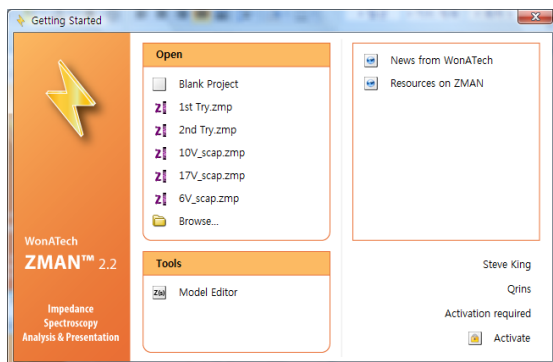 Getting Started
WonATech
ZMAN™ 2.2
Impedance
Spectroscopy
Analysis & Presentation
Open
Blank Project
1st Try.zmp
2nd Try.zmp
10V_scap.zmp
17V_scap.zmp
6V_scap.zmp
Browse...
Tools
Z(s) Model Editor
News from WonATech
Resources on ZMAN
Steve King
Qrins
Activation required
Activate